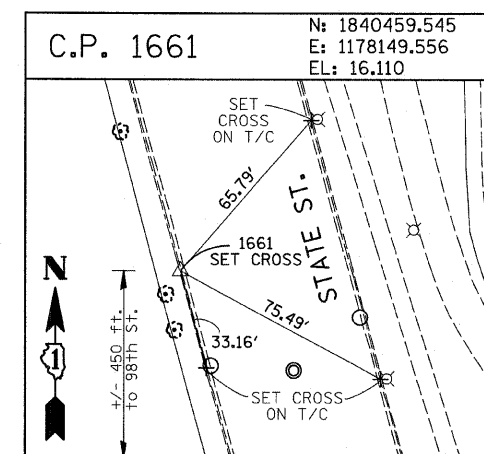 C.P. 1661
N: 1840459.545
E: 1178149.556
EL: 16.110
SET
CROSS
ON T/C
65.79'
STATE ST.
1661
SET CROSS
N
75.49'
1
+/- 450 ft.
to 98th St.
33.16'
SET CROSS
ON T/C